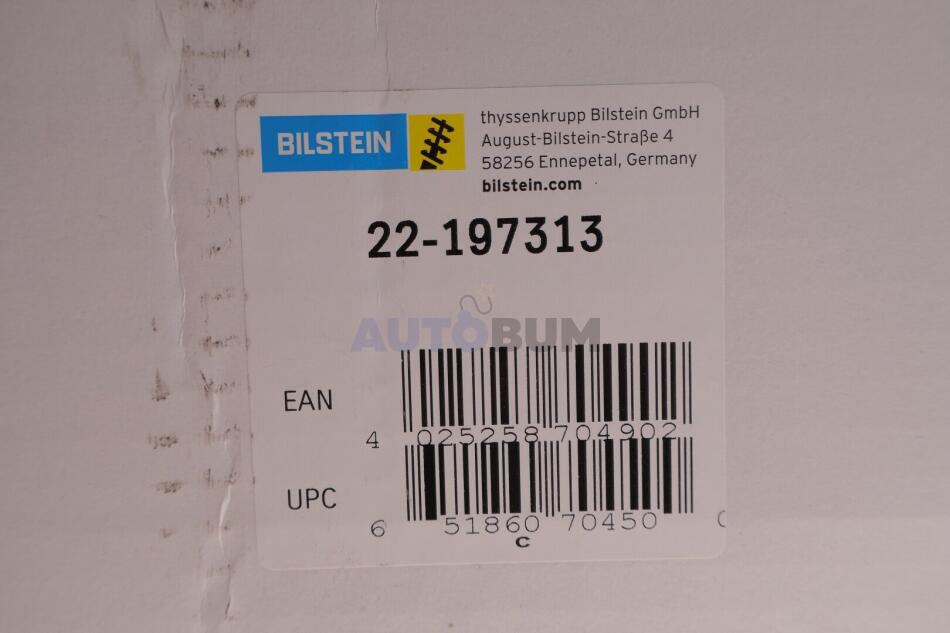 BILSTEIN
thyssenkrupp Bilstein GmbH
August-Bilstein-Straße 4
58256 Ennepetal, Germany
bilstein.com
22-197313
AUTOBUM
EAN
4 025258 704902
UPC
6 51860 70450
C